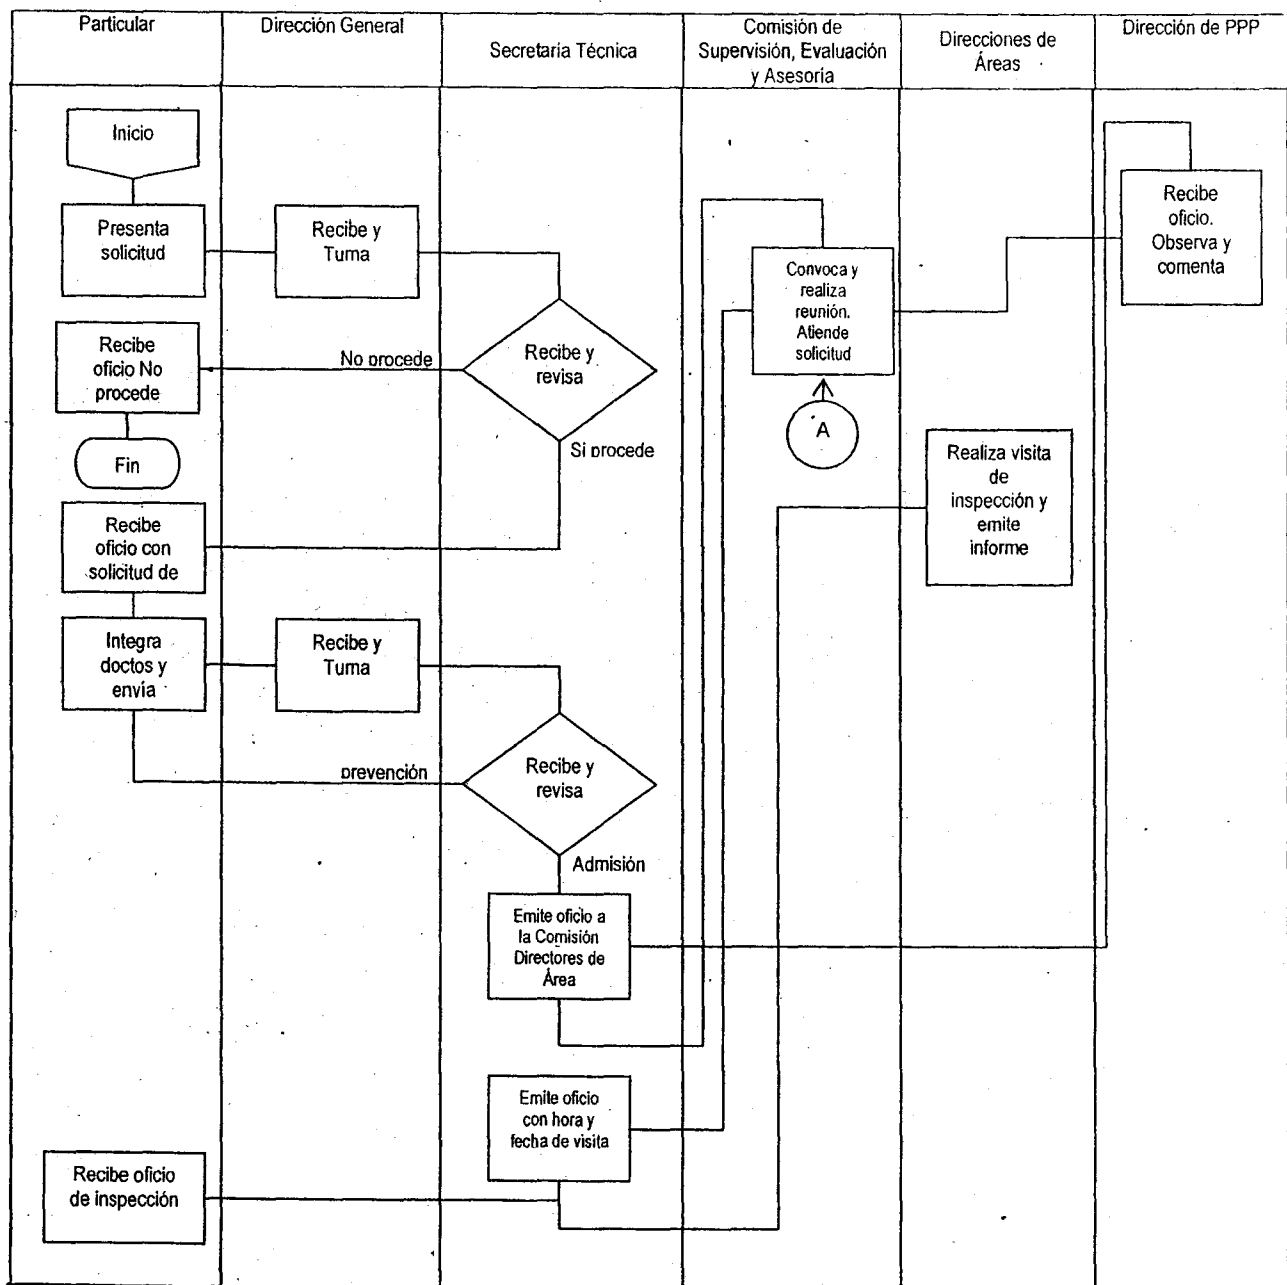 Particular
Dirección General
Secretaría Técnica
Comisión de
Supervisión, Evaluación
y Asesoría
Direcciones de
Áreas
Dirección de PPP
Inicio
Presenta
solicitud
Recibe y
Turna
Recibe
oficio.
Observa y
comenta
Convoca y
realiza
reunión.
Atiende
solicitud
Recibe
oficio No
procede
No procede
Recibe y
revisa
A
Fin
Si procede
Realiza visita
de
inspección y
emite
informe
Recibe
oficio con
solicitud de
Integra
doctos y
envía
Recibe y
Turna
prevención
Recibe y
revisa
Admisión
Emite oficio a
la Comisión
Directores de
Área
Emite oficio
con hora y
fecha de visita
Recibe oficio
de inspección